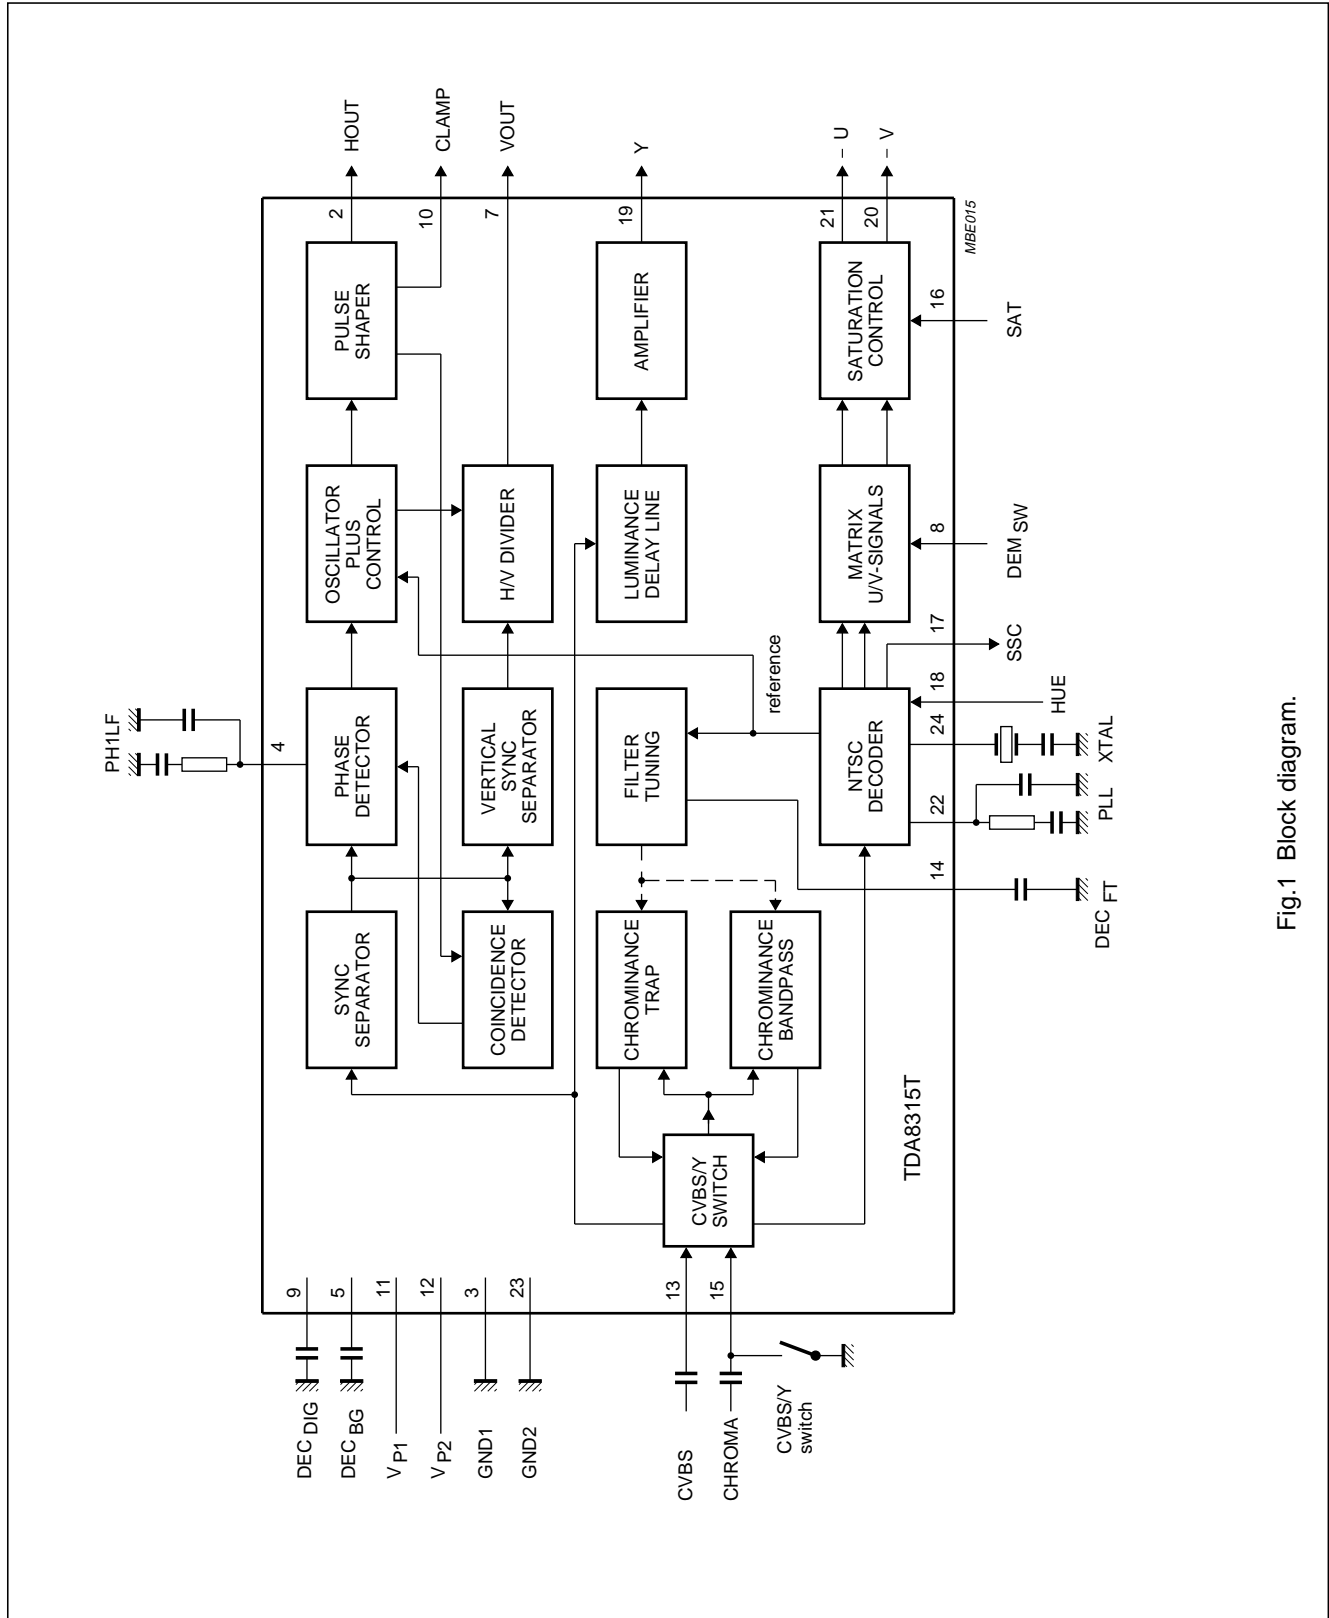 HOUT
CLAMP
VOUT
Y
– U
– V
2
10
7
19
21
20
MBE015
PULSE
SHAPER
AMPLIFIER
SATURATION
CONTROL
16
SAT
OSCILLATOR
PLUS
CONTROL
H/V DIVIDER
LUMINANCE
DELAY LINE
MATRIX
U/V-SIGNALS
8
DEM SW
17
SSC
reference
18
HUE
PH1LF
4
PHASE
DETECTOR
VERTICAL
SYNC
SEPARATOR
FILTER
TUNING
NTSC
DECODER
24
XTAL
22
PLL
14
DEC FT
SYNC
SEPARATOR
COINCIDENCE
DETECTOR
CHROMINANCE
TRAP
CHROMINANCE
BANDPASS
CVBS/Y
SWITCH
TDA8315T
9
5
11
12
3
23
13
15
DEC DIG
DEC BG
V P1
V P2
GND1
GND2
CVBS
CHROMA
CVBS/Y
switch
Fig.1 Block diagram.